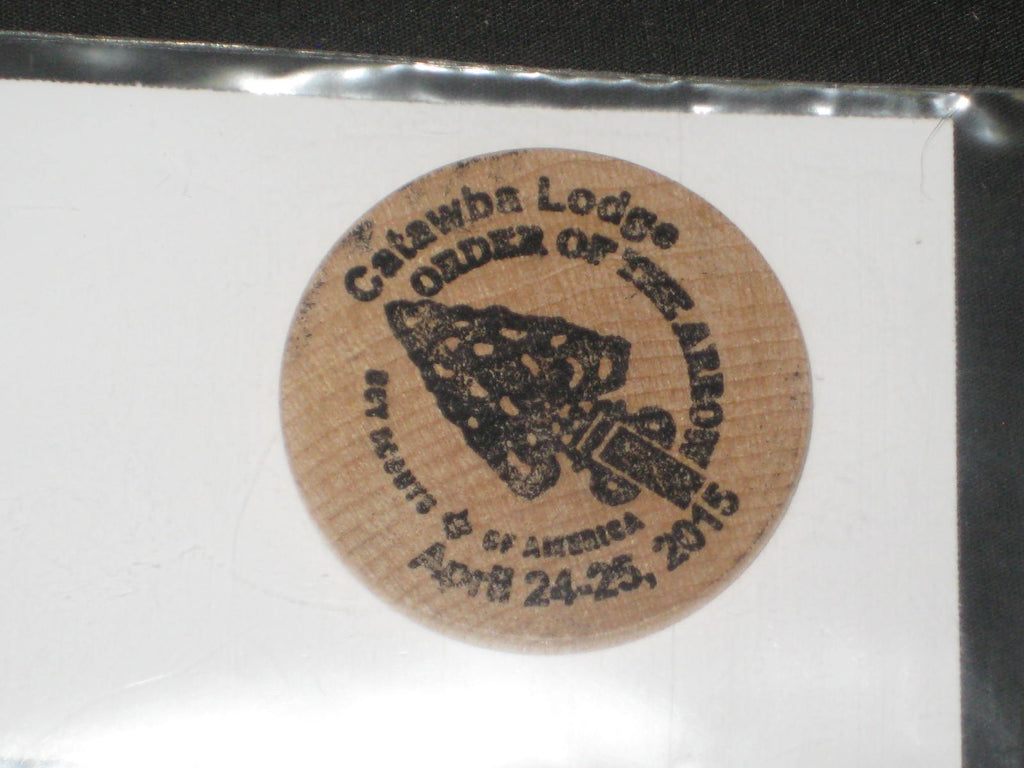 Catawba Lodge
ORDER OF THE ARROW
BOY SCOUTS OF AMERICA
April 24-25, 2015